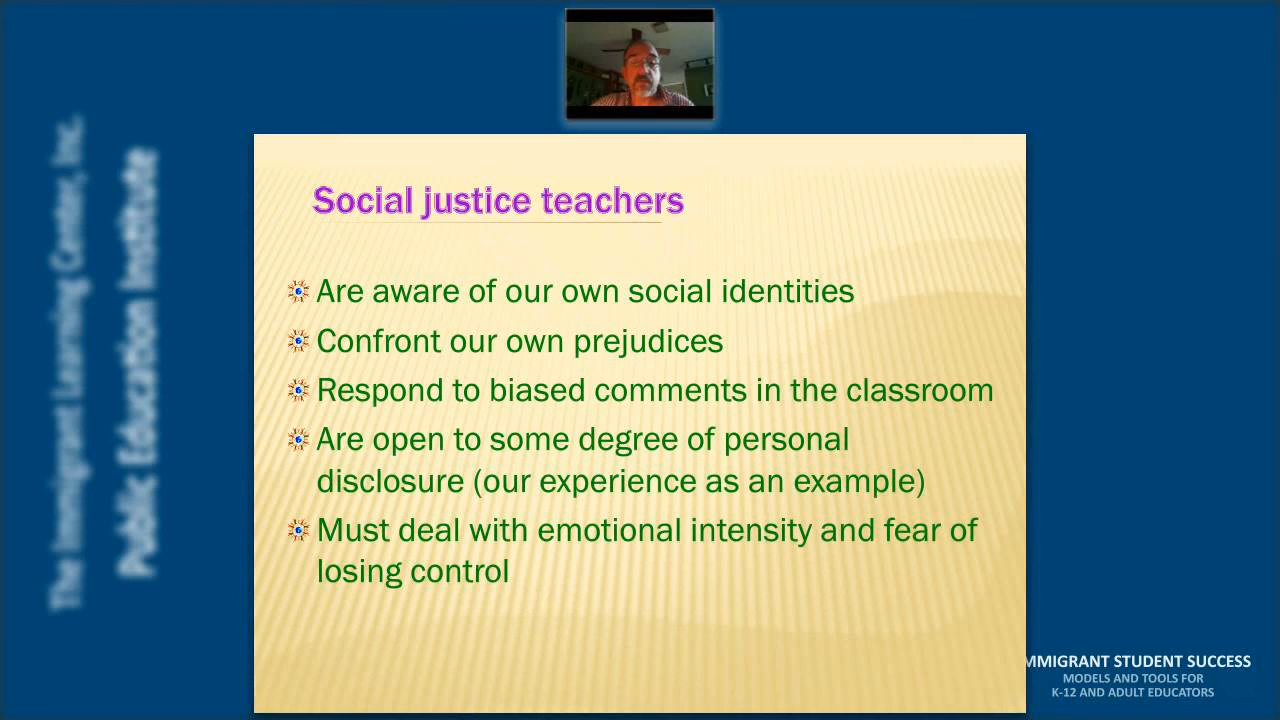 The Immigrant Learning Center, Inc.
Public Education Institute
Social justice teachers
Are aware of our own social identities
Confront our own prejudices
Respond to biased comments in the classroom
Are open to some degree of personal
disclosure (our experience as an example)
Must deal with emotional intensity and fear of
losing control
MMIGRANT STUDENT SUCCESS
MODELS AND TOOLS FOR
K-12 AND ADULT EDUCATORS